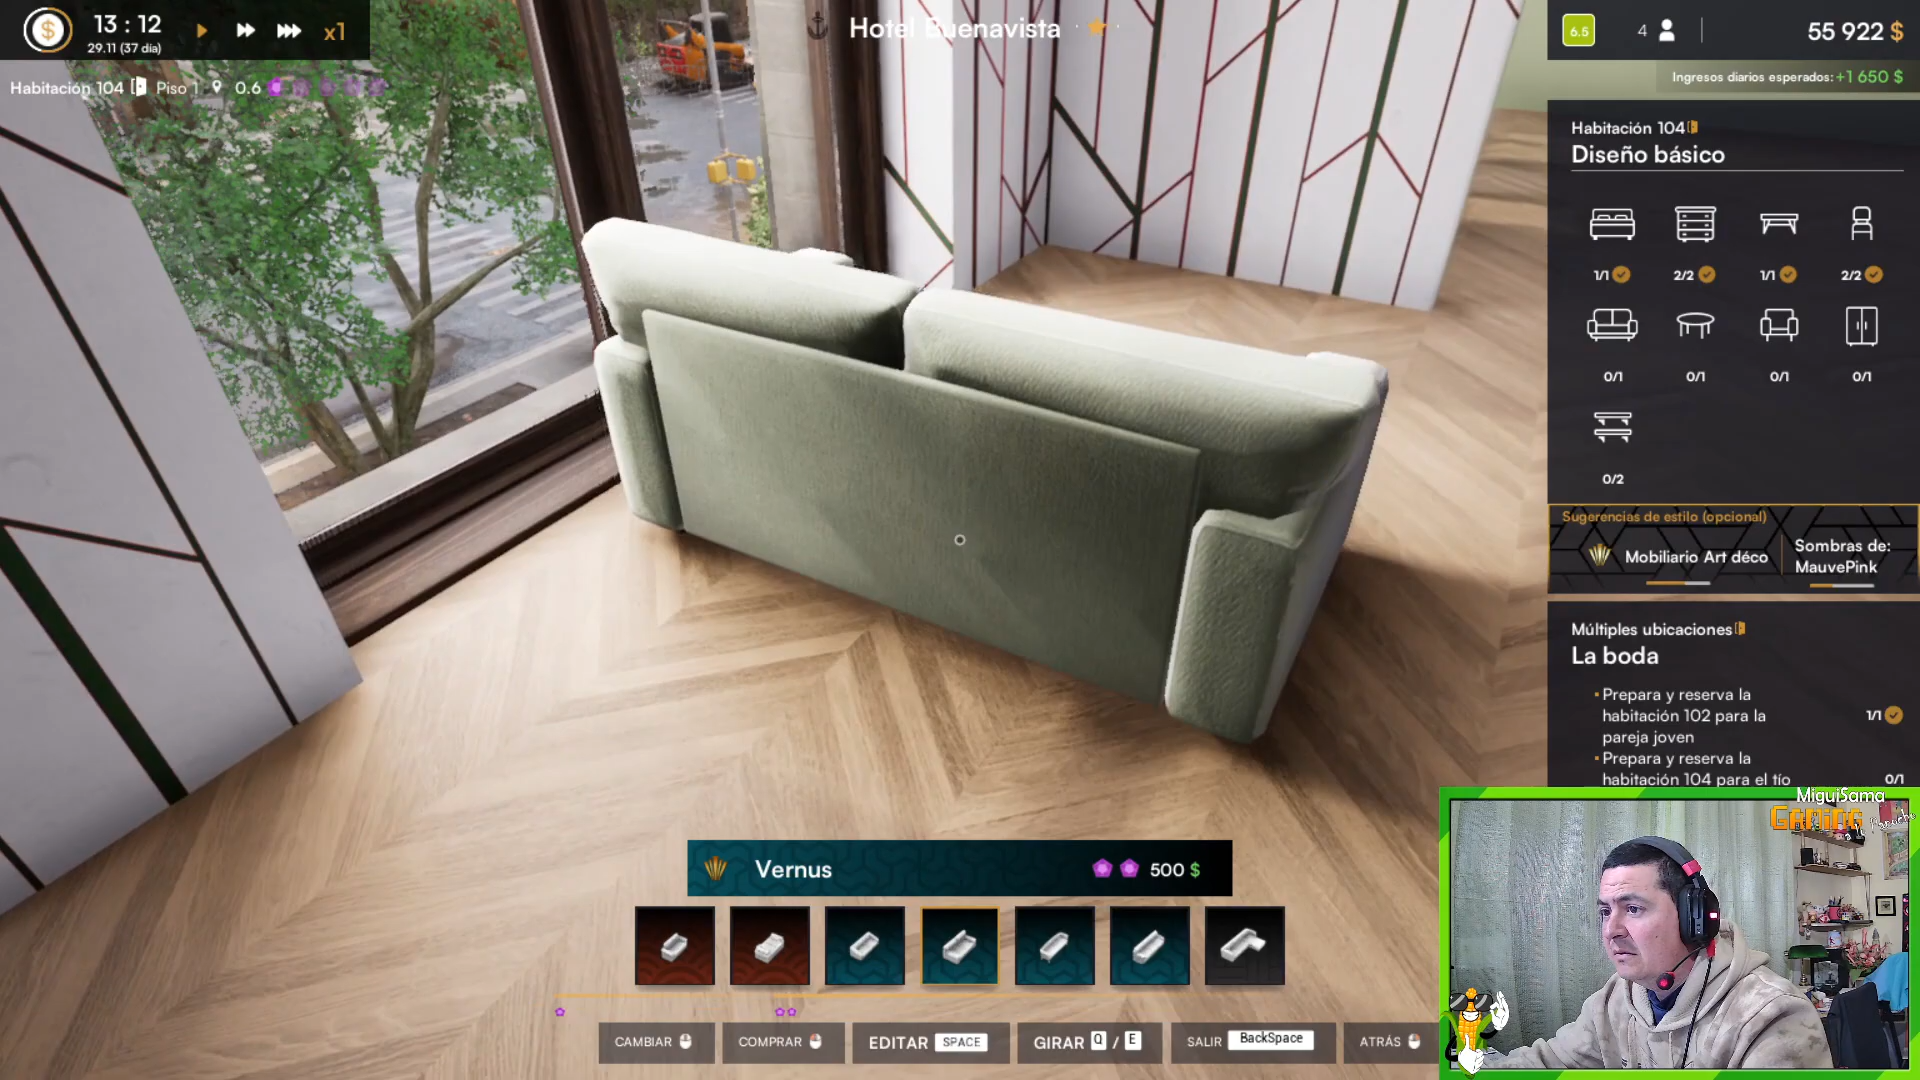 13 : 12
29.11 (37 día)
x1
Hotel Buenavista
6.5
4
55 922 $
Ingresos diarios esperados: +1 650 $
Habitación 104
Piso 1
0.6
Habitación 104
Diseño básico
1/1
2/2
1/1
2/2
0/1
0/1
0/1
0/1
0/2
Sugerencias de estilo (opcional)
Mobiliario Art déco
Sombras de:
MauvePink
Múltiples ubicaciones
La boda
Prepara y reserva la
habitación 102 para la
pareja joven
1/1
Prepara y reserva la
habitación 104 para el tío
0/1
MiguiSama
GAMING
Vernus
500 $
CAMBIAR
COMPRAR
EDITAR SPACE
GIRAR Q / E
SALIR BackSpace
ATRÁS